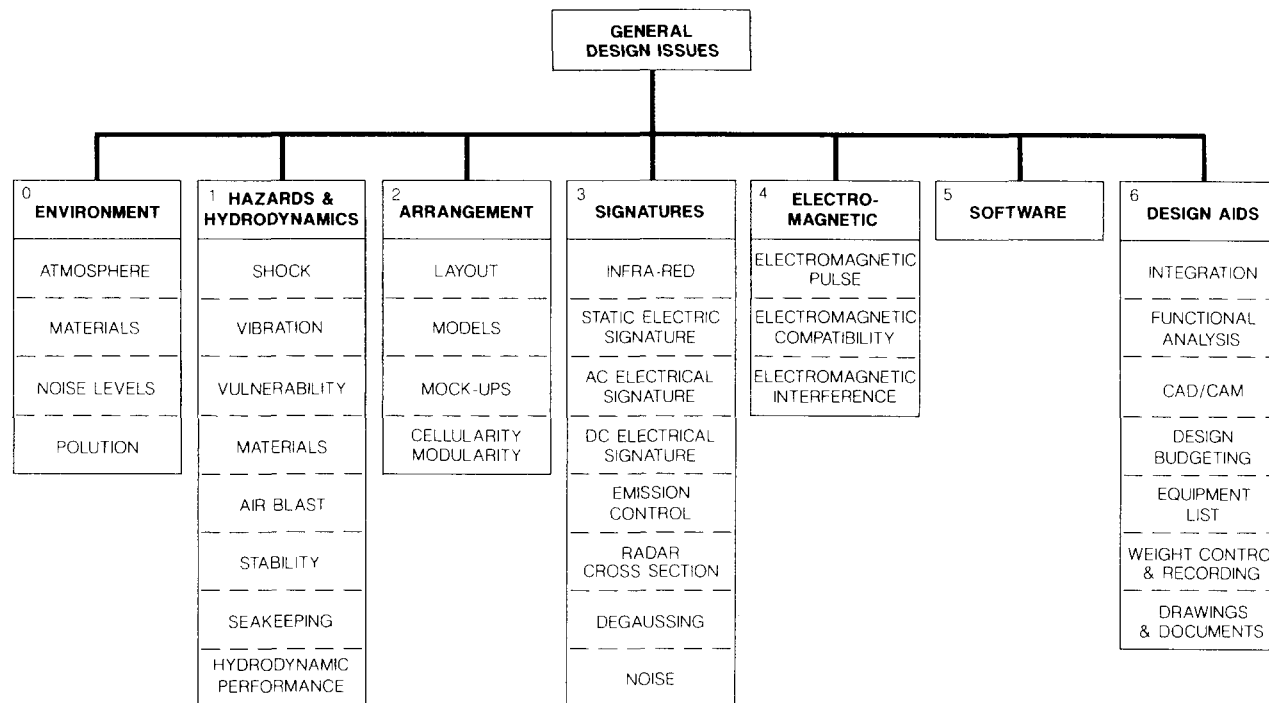 GENERAL
DESIGN ISSUES
0
ENVIRONMENT
ATMOSPHERE
MATERIALS
NOISE LEVELS
POLUTION
1
HAZARDS &
HYDRODYNAMICS
SHOCK
VIBRATION
VULNERABILITY
MATERIALS
AIR BLAST
STABILITY
SEAKEEPING
HYDRODYNAMIC
PERFORMANCE
2
ARRANGEMENT
LAYOUT
MODELS
MOCK-UPS
CELLULARITY
MODULARITY
3
SIGNATURES
INFRA-RED
STATIC ELECTRIC
SIGNATURE
AC ELECTRICAL
SIGNATURE
DC ELECTRICAL
SIGNATURE
EMISSION
CONTROL
RADAR
CROSS SECTION
DEGAUSSING
NOISE
4
ELECTRO-
MAGNETIC
ELECTROMAGNETIC
PULSE
ELECTROMAGNETIC
COMPATIBILITY
ELECTROMAGNETIC
INTERFERENCE
5
SOFTWARE
6
DESIGN AIDS
INTEGRATION
FUNCTIONAL
ANALYSIS
CAD/CAM
DESIGN
BUDGETING
EQUIPMENT
LIST
WEIGHT CONTROL
& RECORDING
DRAWINGS
& DOCUMENTS